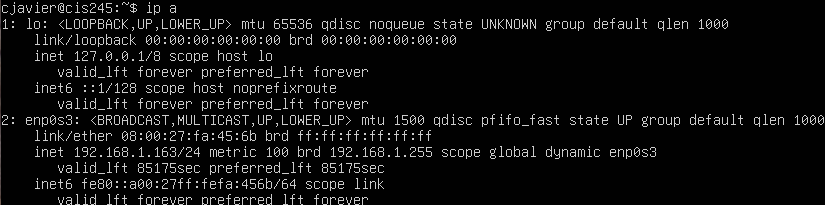 cjavier@cis245:~$ ip a
1: lo: <LOOPBACK,UP,LOWER_UP> mtu 65536 qdisc noqueue state UNKNOWN group default qlen 1000
    link/loopback 00:00:00:00:00:00 brd 00:00:00:00:00:00
    inet 127.0.0.1/8 scope host lo
       valid_lft forever preferred_lft forever
    inet6 ::1/128 scope host noprefixroute
       valid_lft forever preferred_lft forever
2: enp0s3: <BROADCAST,MULTICAST,UP,LOWER_UP> mtu 1500 qdisc pfifo_fast state UP group default qlen 1000
    link/ether 08:00:27:fa:45:6b brd ff:ff:ff:ff:ff:ff
    inet 192.168.1.163/24 metric 100 brd 192.168.1.255 scope global dynamic enp0s3
       valid_lft 85175sec preferred_lft 85175sec
    inet6 fe80::a00:27ff:fefa:456b/64 scope link
       valid_lft forever preferred_lft forever